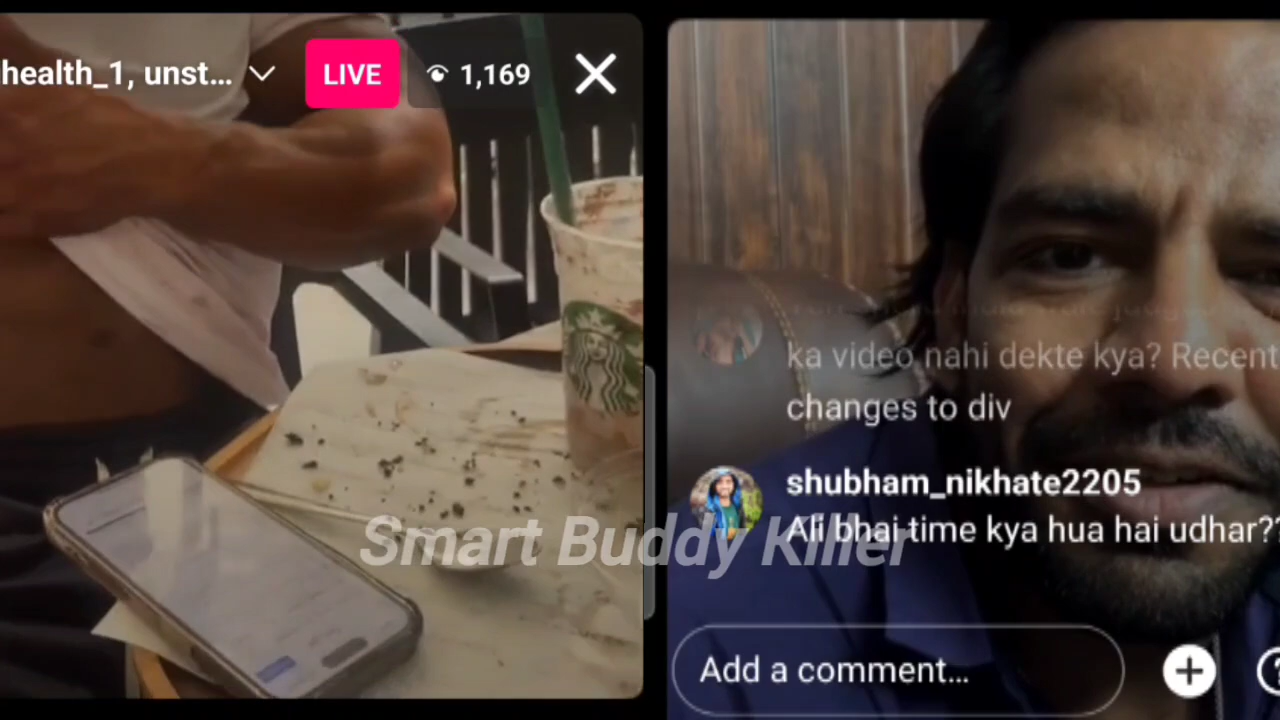 health_1, unst...
LIVE
1,169
ka video nahi dekte kya? Recent
changes to div
shubham_nikhate2205
Ali bhai time kya hua hai udhar??
Smart Buddy Killer
Add a comment...